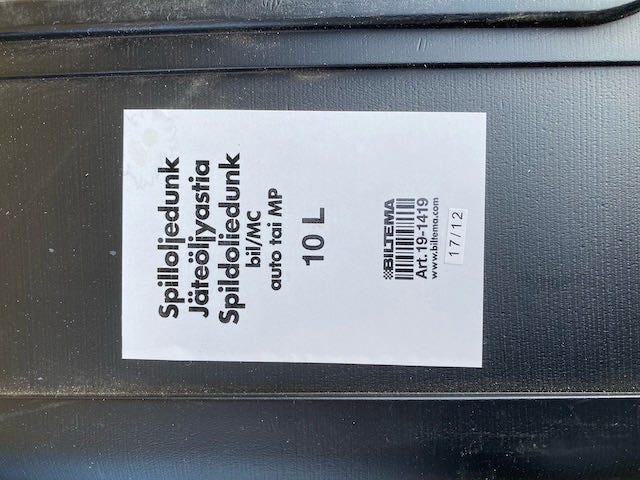 Spilloljedunk
Jäteöljyastia
Spildoliedunk
bil/MC
auto tai MP
10 L
BILTEMA
Art. 19-1419
www.biltema.com
17/12